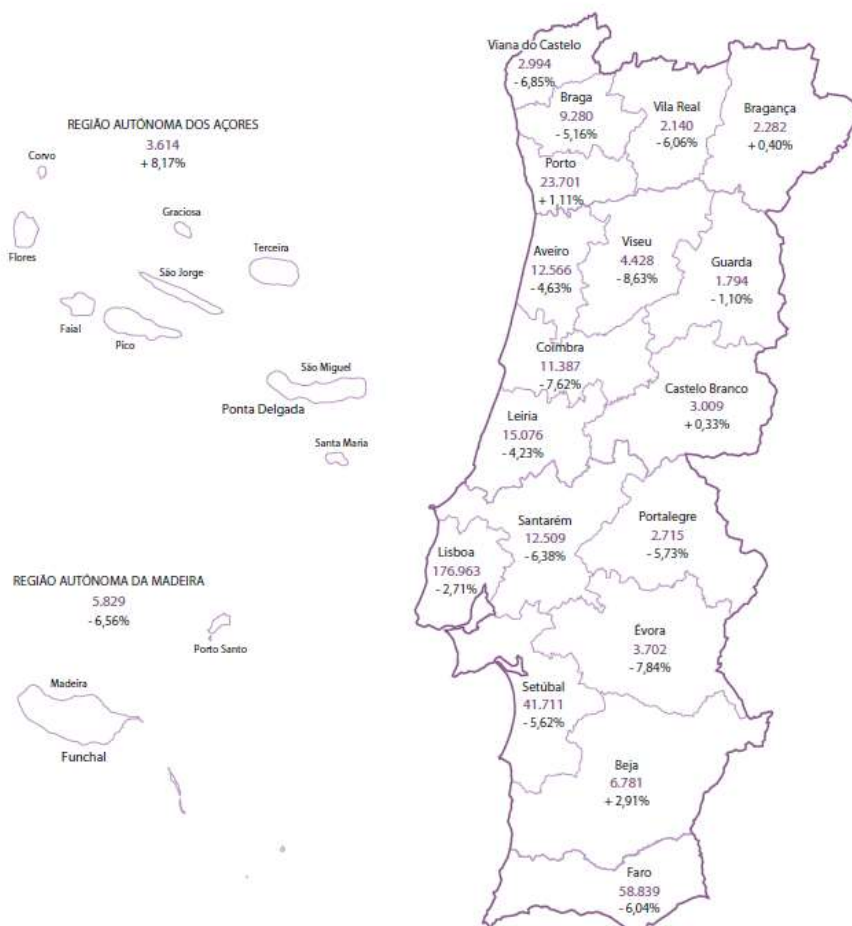 REGIÃO AUTÓNOMA DOS AÇORES
3.614
+ 8,17%
Corvo
Graciosa
Flores
Terceira
São Jorge
Faial
Pico
São Miguel
Ponta Delgada
Santa Maria
REGIÃO AUTÓNOMA DA MADEIRA
5.829
- 6,56%
Porto Santo
Madeira
Funchal
Viana do Castelo
2.994
- 6,85%
Braga
9.280
- 5,16%
Vila Real
2.140
- 6,06%
Bragança
2.282
+ 0,40%
Porto
23.701
+ 1,11%
Aveiro
12.566
- 4,63%
Viseu
4.428
- 8,63%
Guarda
1.794
- 1,10%
Coimbra
11.387
- 7,62%
Castelo Branco
3.009
+ 0,33%
Leiria
15.076
- 4,23%
Santarém
12.509
- 6,38%
Portalegre
2.715
- 5,73%
Lisboa
176.963
- 2,71%
Évora
3.702
- 7,84%
Setúbal
41.711
- 5,62%
Beja
6.781
+ 2,91%
Faro
58.839
- 6,04%